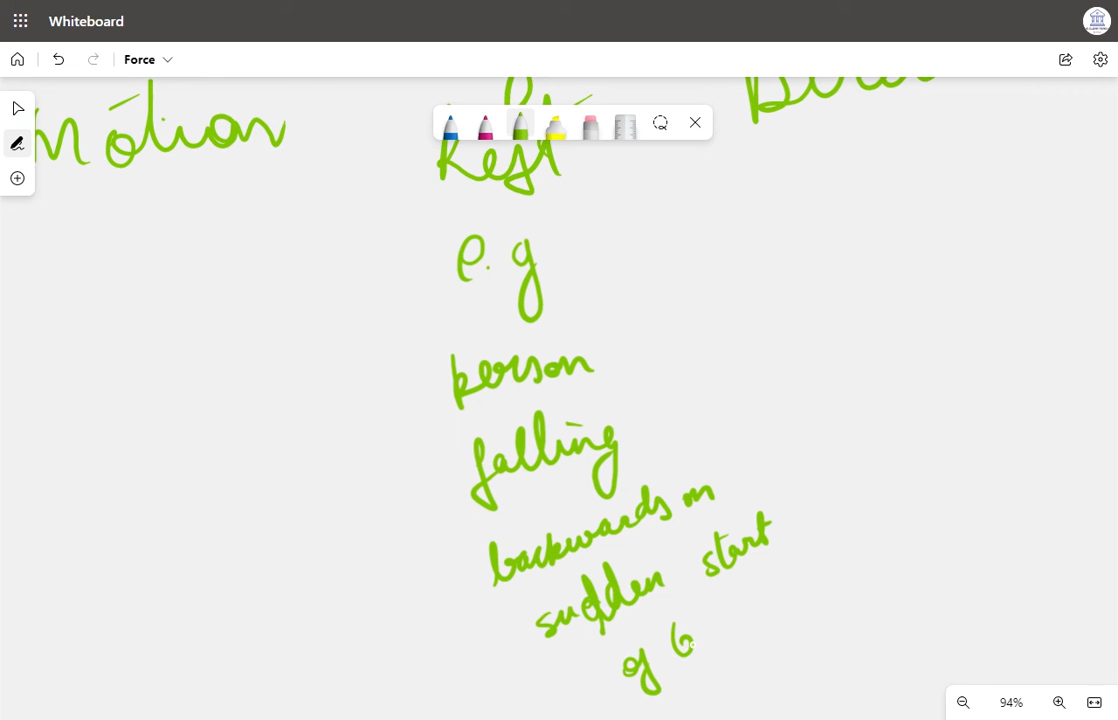 Whiteboard
Force
Motion Rest
e.g
person
falling
backwards on
sudden start
of b
94%